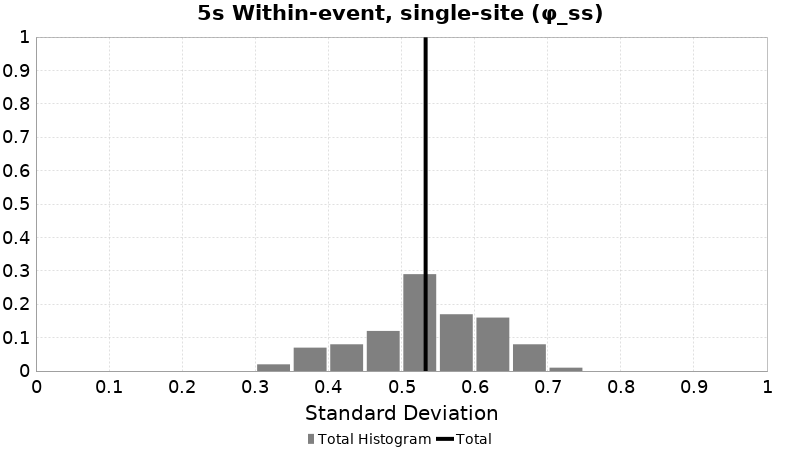 5s Within-event, single-site (φ_ss)
1
0.9
0.8
0.7
0.6
0.5
0.4
0.3
0.2
0.1
0
0 0.1 0.2 0.3 0.4 0.5 0.6 0.7 0.8 0.9 1
Standard Deviation
Total Histogram Total